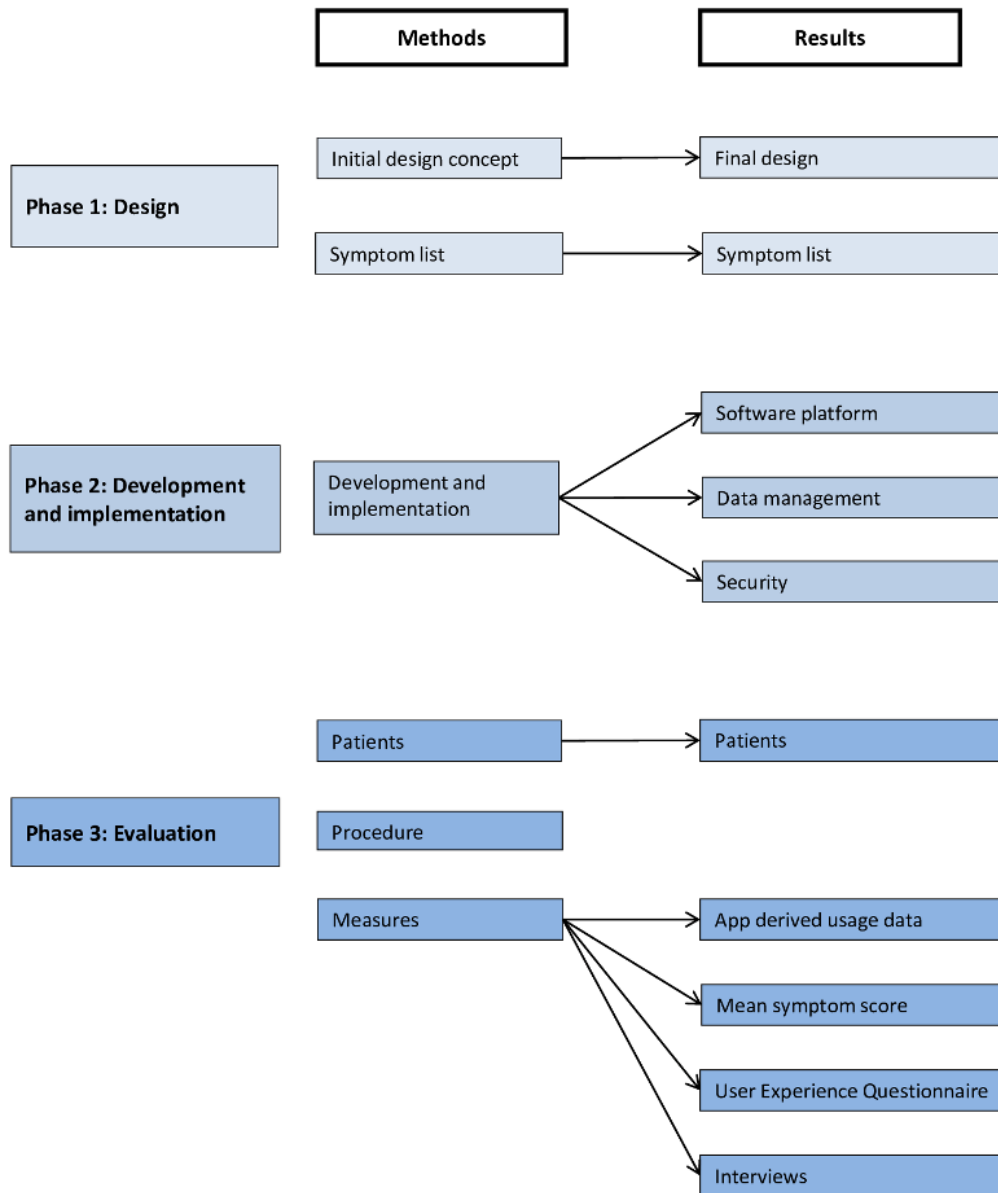 Methods
Results
Initial design concept
Final design
Phase 1: Design
Symptom list
Symptom list
Software platform
Phase 2: Development
and implementation
Development and
implementation
Data management
Security
Patients
Patients
Phase 3: Evaluation
Procedure
Measures
App derived usage data
Mean symptom score
User Experience Questionnaire
Interviews